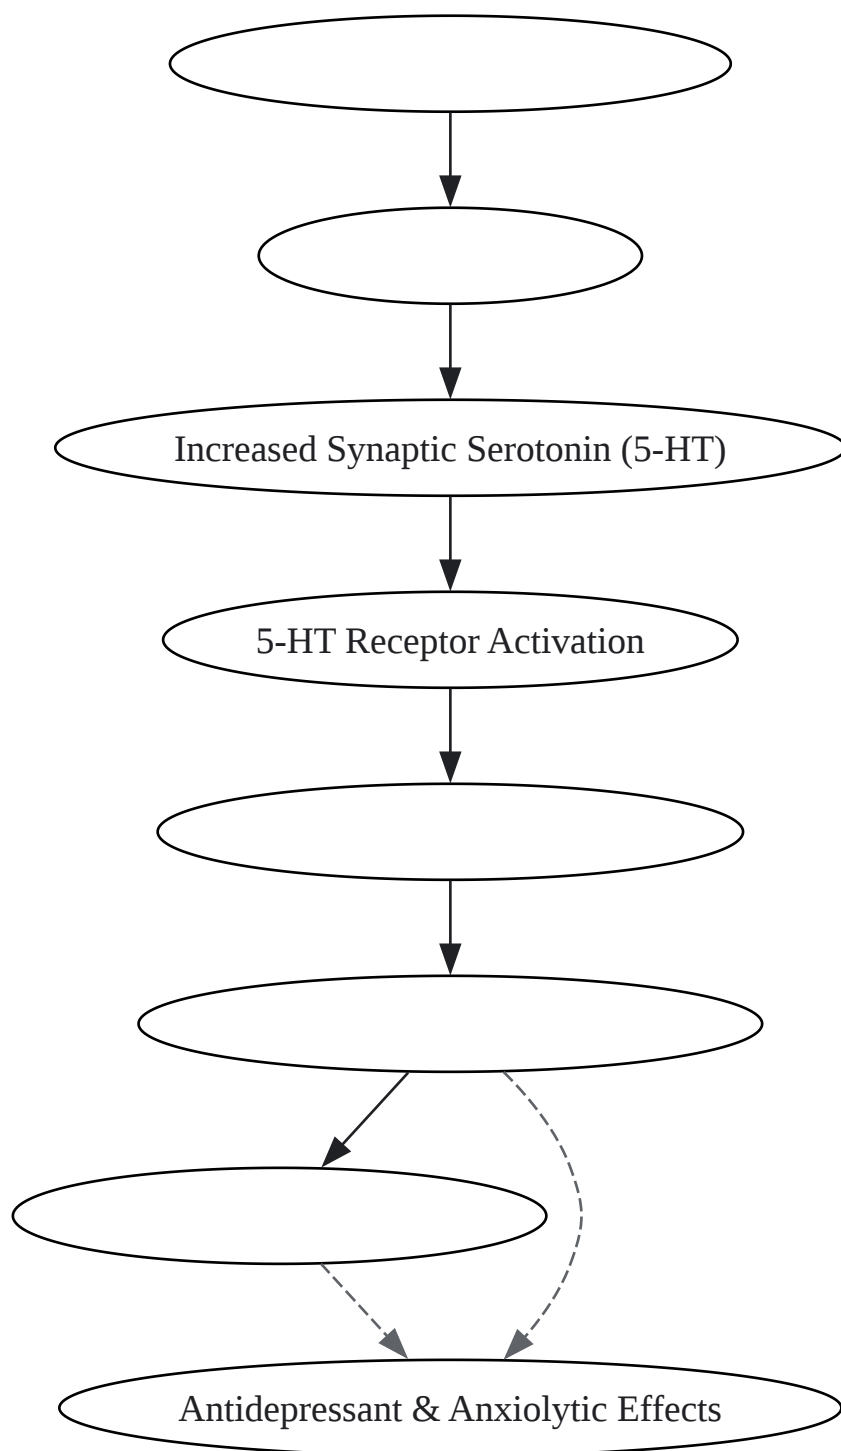 Increased Synaptic Serotonin (5-HT)
5-HT Receptor Activation
Antidepressant & Anxiolytic Effects